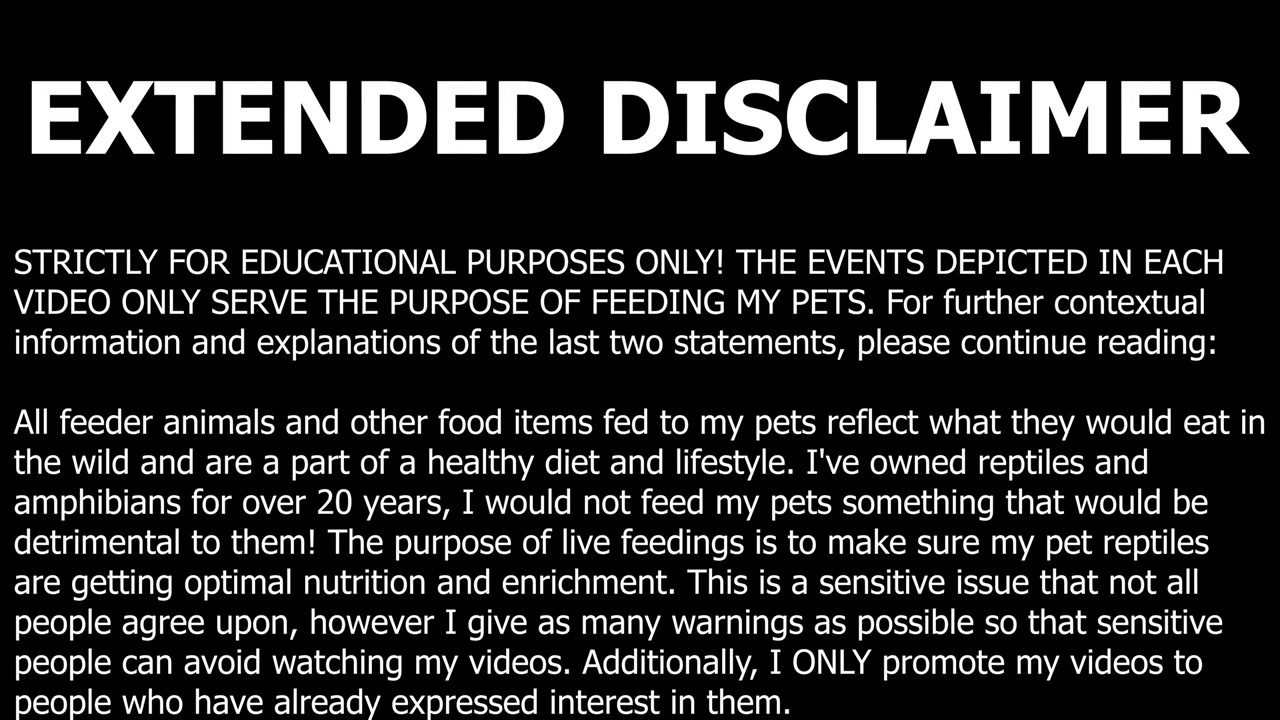 EXTENDED DISCLAIMER
STRICTLY FOR EDUCATIONAL PURPOSES ONLY! THE EVENTS DEPICTED IN EACH
VIDEO ONLY SERVE THE PURPOSE OF FEEDING MY PETS. For further contextual
information and explanations of the last two statements, please continue reading:
All feeder animals and other food items fed to my pets reflect what they would eat in
the wild and are a part of a healthy diet and lifestyle. I've owned reptiles and
amphibians for over 20 years, I would not feed my pets something that would be
detrimental to them! The purpose of live feedings is to make sure my pet reptiles
are getting optimal nutrition and enrichment. This is a sensitive issue that not all
people agree upon, however I give as many warnings as possible so that sensitive
people can avoid watching my videos. Additionally, I ONLY promote my videos to
people who have already expressed interest in them.